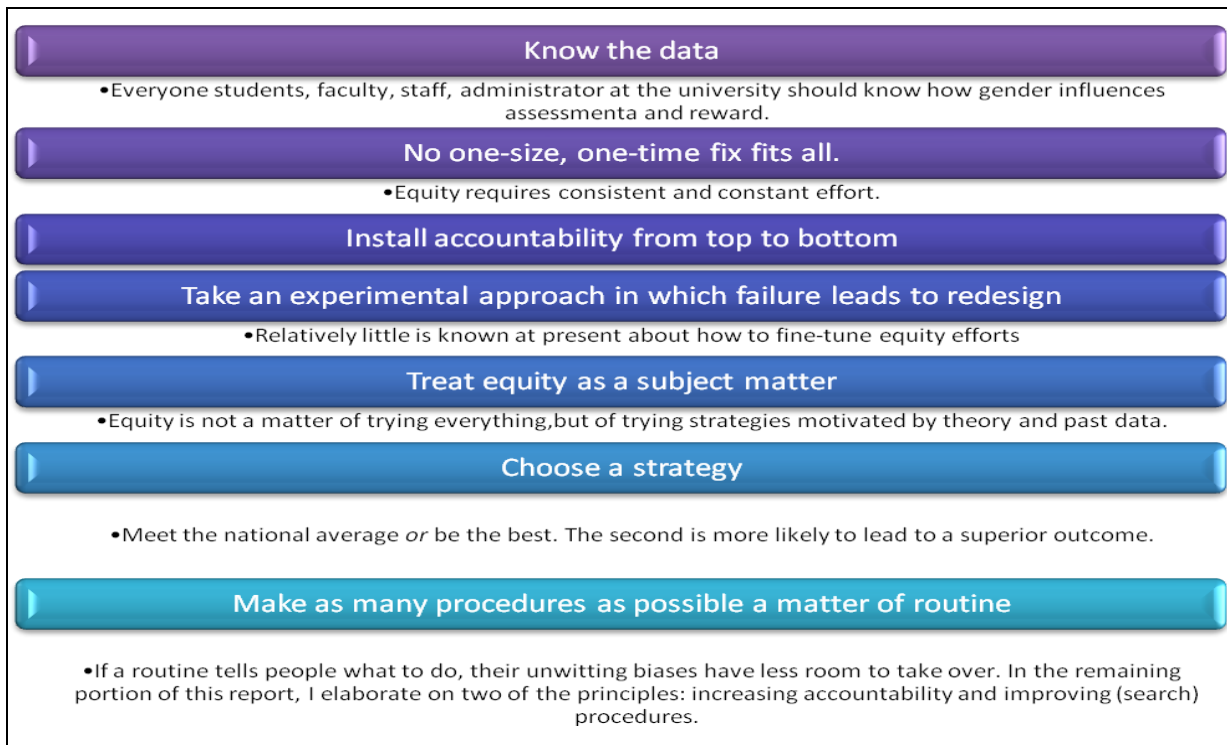 Know the data
•Everyone students, faculty, staff, administrator at the university should know how gender influences
assessmenta and reward.
No one-size, one-time fix fits all.
•Equity requires consistent and constant effort.
Install accountability from top to bottom
Take an experimental approach in which failure leads to redesign
•Relatively little is known at present about how to fine-tune equity efforts
Treat equity as a subject matter
•Equity is not a matter of trying everything,but of trying strategies motivated by theory and past data.
Choose a strategy
•Meet the national average or be the best. The second is more likely to lead to a superior outcome.
Make as many procedures as possible a matter of routine
•If a routine tells people what to do, their unwitting biases have less room to take over. In the remaining
portion of this report, I elaborate on two of the principles: increasing accountability and improving (search)
procedures.